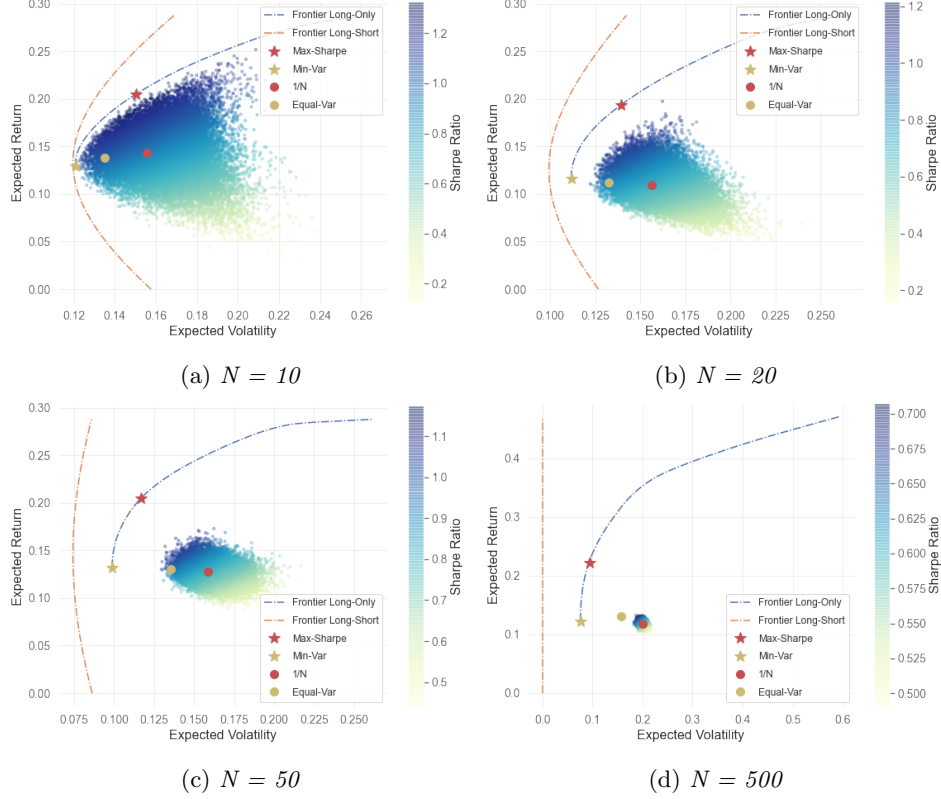 0.30
0.25
0.20
0.15
0.10
0.05
0.00
Expected Return
0.12 0.14 0.16 0.18 0.20 0.22 0.24 0.26
Expected Volatility
Frontier Long-Only
Frontier Long-Short
Max-Sharpe
Min-Var
1/N
Equal-Var
1.2
1.0
0.8
0.6
0.4
0.2
Sharpe Ratio
(a) N = 10
0.30
0.25
0.20
0.15
0.10
0.05
0.00
Expected Return
0.100 0.125 0.150 0.175 0.200 0.225 0.250
Expected Volatility
Frontier Long-Only
Frontier Long-Short
Max-Sharpe
Min-Var
1/N
Equal-Var
1.2
1.0
0.8
0.6
0.4
0.2
Sharpe Ratio
(b) N = 20
0.30
0.25
0.20
0.15
0.10
0.05
0.00
Expected Return
0.075 0.100 0.125 0.150 0.175 0.200 0.225 0.250
Expected Volatility
Frontier Long-Only
Frontier Long-Short
Max-Sharpe
Min-Var
1/N
Equal-Var
1.1
1.0
0.9
0.8
0.7
0.6
0.5
Sharpe Ratio
(c) N = 50
0.4
0.3
0.2
0.1
0.0
Expected Return
0.0 0.1 0.2 0.3 0.4 0.5 0.6
Expected Volatility
Frontier Long-Only
Frontier Long-Short
Max-Sharpe
Min-Var
1/N
Equal-Var
0.700
0.675
0.650
0.625
0.600
0.575
0.550
0.525
0.500
Sharpe Ratio
(d) N = 500